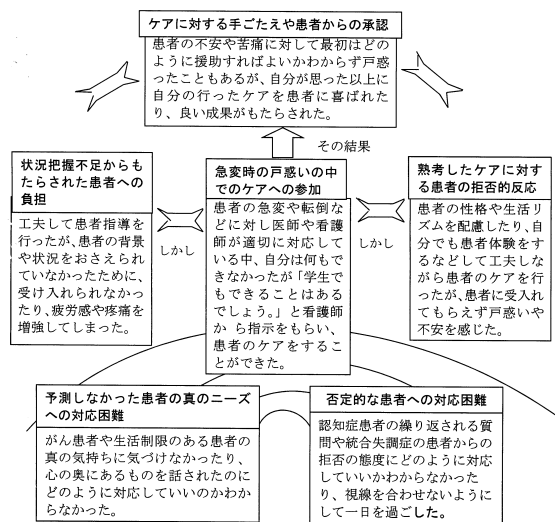 ケアに対する手ごたえや患者からの承認
患者の不安や苦痛に対して最初はどの
ように援助すればよいかわからず戸惑
ったこともあるが、自分が思った以上に
自分の行ったケアを患者に喜ばれた
り、良い成果がもたらされた。
その結果
状況把握不足からも
たらされた患者への
負担
工夫して患者指導を
行ったが、患者の背景
や状況をおさえられ
ていなかったために、
受け入れられなかっ
たり、疲労感や疼痛を
増強してしまった。
しかし
急変時の戸惑いの中
でのケアへの参加
患者の急変や転倒な
どに対し医師や看護
師が適切に対応してい
る中、自分は何もで
きなかったが「学生で
もできることはある
でしょう。」と看護師
か ら指示をもらい、
患者のケアをするこ
とができた。
しかし
熟考したケアに対す
る患者の拒否的反応
患者の性格や生活リ
ズムを配慮したり、自
分でも患者体験をす
るなどして工夫しな
がら患者のケアを行
ったが、患者に受入れ
てもらえず戸惑いや
不安を感じた。
予測しなかった患者の真のニーズ
への対応困難
がん患者や生活制限のある患者の
真の気持ちに気づけなかったり、
心の奥にあるものを話されたのに
どのように対応していいのかわか
らなかった。
否定的な患者への対応困難
認知症患者の繰り返される質
問や統合失調症の患者からの
拒否の態度にどのように対応
していいかわからなかった
り、視線を合わせないように
して一日を過ごした。